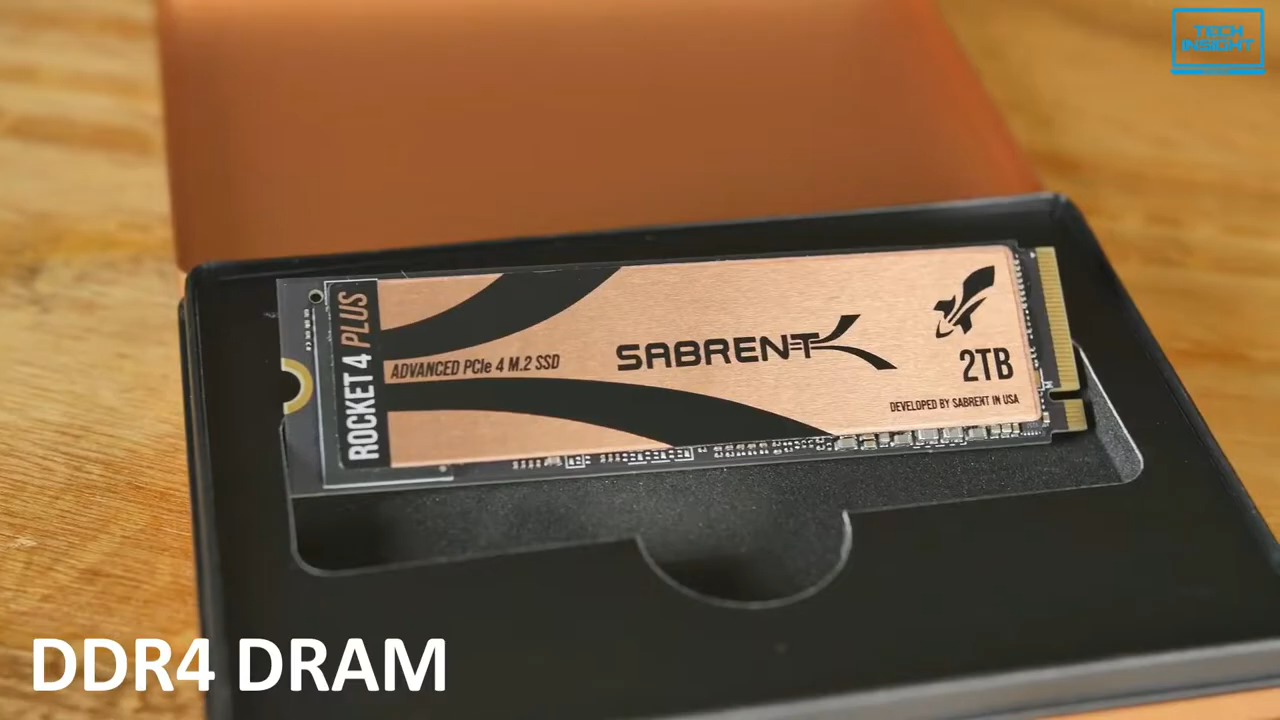 TECH
INSIGHT
ROCKET 4 PLUS
ADVANCED PCIe 4 M.2 SSD
SABRENT
2TB
DEVELOPED BY SABRENT IN USA
DDR4 DRAM